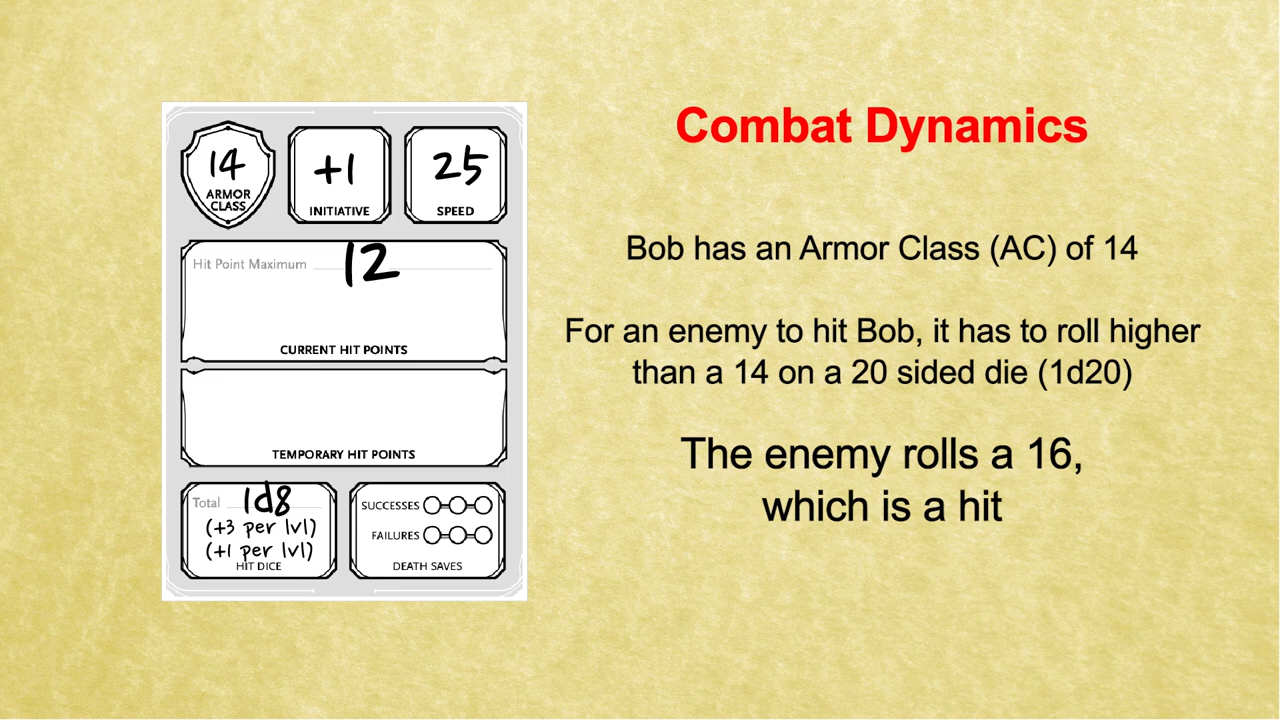 14
ARMOR
CLASS
+1
INITIATIVE
25
SPEED
Hit Point Maximum 12
CURRENT HIT POINTS
TEMPORARY HIT POINTS
Total 1d8
(+3 per lvl)
(+1 per lvl)
HIT DICE
SUCCESSES
FAILURES
DEATH SAVES
Combat Dynamics
Bob has an Armor Class (AC) of 14
For an enemy to hit Bob, it has to roll higher
than a 14 on a 20 sided die (1d20)
The enemy rolls a 16,
which is a hit